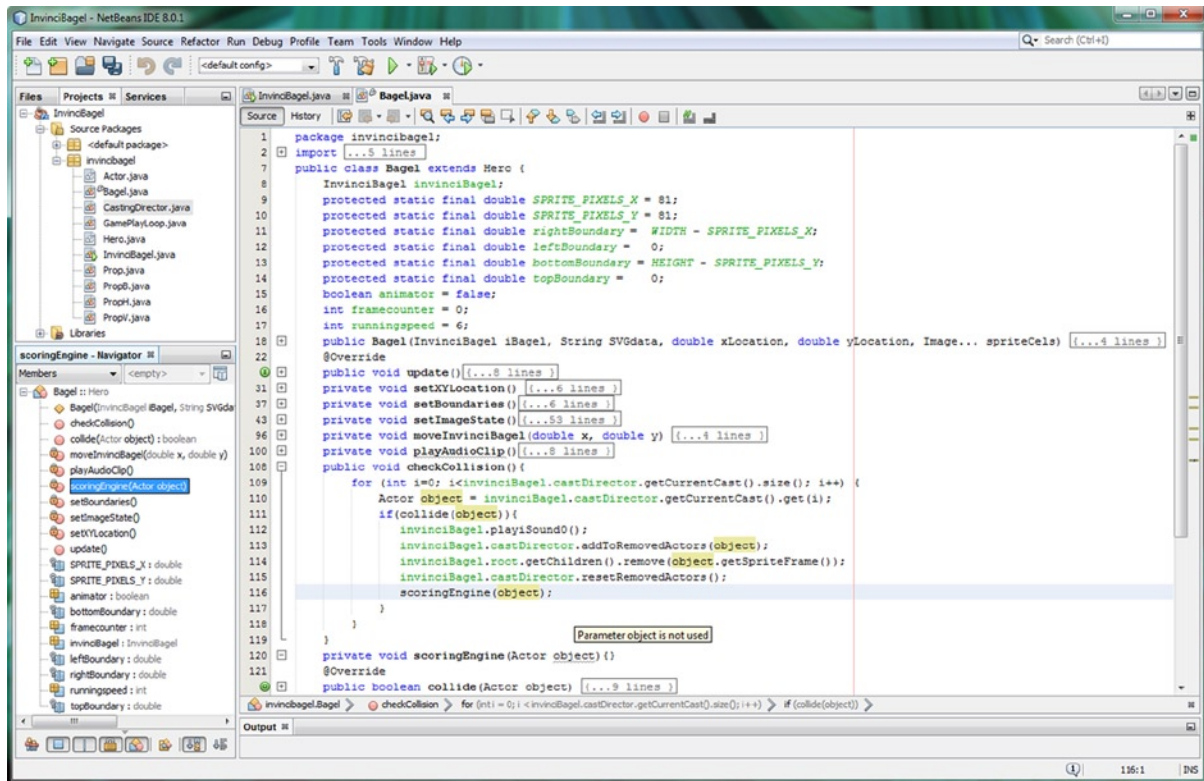 InvinciBagel - NetBeans IDE 8.0.1
File Edit View Navigate Source Refactor Run Debug Profile Team Tools Window Help
Search (Ctrl+I)
<default config>
Files Projects Services
InvinciBagel
Source Packages
<default package>
invincibagel
Actor.java
Bagel.java
CastingDirector.java
GamePlayLoop.java
Hero.java
InvinciBagel.java
Prop.java
PropB.java
PropH.java
PropV.java
Libraries
scoringEngine - Navigator
Members <empty>
Bagel :: Hero
Bagel(InvinciBagel iBagel, String SVGdat
checkCollision()
collide(Actor object) : boolean
moveInvinciBagel(double x, double y)
playAudioClip()
scoringEngine(Actor object)
setBoundaries()
setImageState()
setXYLocation()
update()
SPRITE_PIXELS_X : double
SPRITE_PIXELS_Y : double
animator : boolean
bottomBoundary : double
framecounter : int
invinciBagel : InvinciBagel
leftBoundary : double
rightBoundary : double
runningspeed : int
topBoundary : double
InvinciBagel.java Bagel.java
Source History
1 package invincibagel;
2 import ...5 lines
7 public class Bagel extends Hero {
8 InvinciBagel invinciBagel;
9 protected static final double SPRITE_PIXELS_X = 81;
10 protected static final double SPRITE_PIXELS_Y = 81;
11 protected static final double rightBoundary = WIDTH - SPRITE_PIXELS_X;
12 protected static final double leftBoundary = 0;
13 protected static final double bottomBoundary = HEIGHT - SPRITE_PIXELS_Y;
14 protected static final double topBoundary = 0;
15 boolean animator = false;
16 int framecounter = 0;
17 int runningspeed = 6;
18 public Bagel(InvinciBagel iBagel, String SVGdata, double xLocation, double yLocation, Image... spriteCels) {...4 lines }
22 @Override
public void update() {...8 lines }
31 private void setXYLocation() {...6 lines }
37 private void setBoundaries() {...6 lines }
43 private void setImageState() {...53 lines }
96 private void moveInvinciBagel(double x, double y) {...4 lines }
100 private void playAudioClip() {...8 lines }
108 public void checkCollision(){
109 for (int i=0; i<invinciBagel.castDirector.getCurrentCast().size(); i++) {
110 Actor object = invinciBagel.castDirector.getCurrentCast().get(i);
111 if(collide(object)){
112 invinciBagel.playiSound0();
113 invinciBagel.castDirector.addToRemovedActors(object);
114 invinciBagel.root.getChildren().remove(object.getSpriteFrame());
115 invinciBagel.castDirector.resetRemovedActors();
116 scoringEngine(object);
117 }
118 }
Parameter object is not used
119 }
120 private void scoringEngine(Actor object){}
121 @Override
public boolean collide(Actor object) {...9 lines }
invincibagel.Bagel checkCollision for (int i = 0; i < invinciBagel.castDirector.getCurrentCast().size(); i++) if (collide(object))
Output
1 116:1 INS